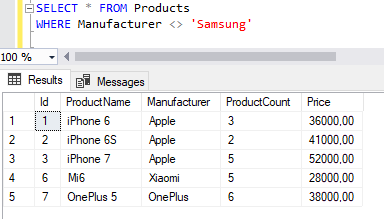 SELECT * FROM Products
WHERE Manufacturer <> 'Samsung'
100 %
Results Messages
Id ProductName Manufacturer ProductCount Price
1 1 iPhone 6 Apple 3 36000,00
2 2 iPhone 6S Apple 2 41000,00
3 3 iPhone 7 Apple 5 52000,00
4 6 Mi6 Xiaomi 5 28000,00
5 7 OnePlus 5 OnePlus 6 38000,00